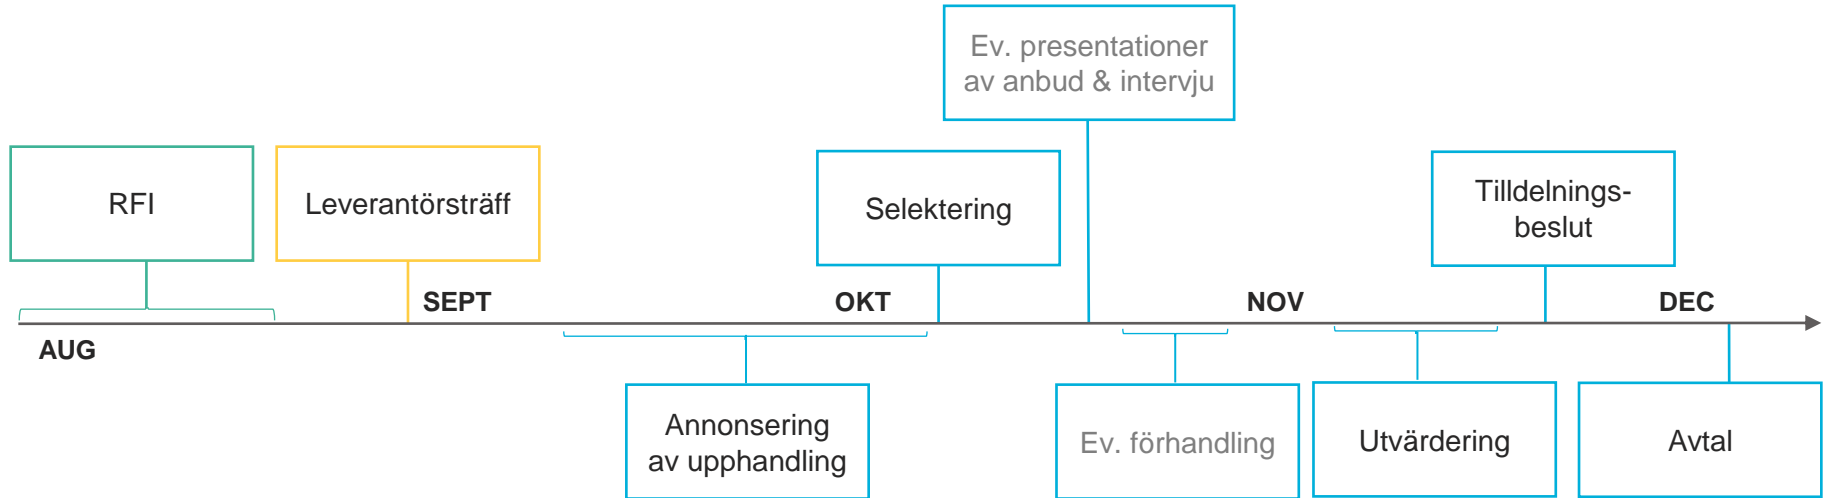 Ev. presentationer
av anbud & intervju
RFI
Leverantörsträff
Selektering
Tilldelnings-
beslut
SEPT
OKT
NOV
DEC
AUG
Annonsering
av upphandling
Ev. förhandling
Utvärdering
Avtal